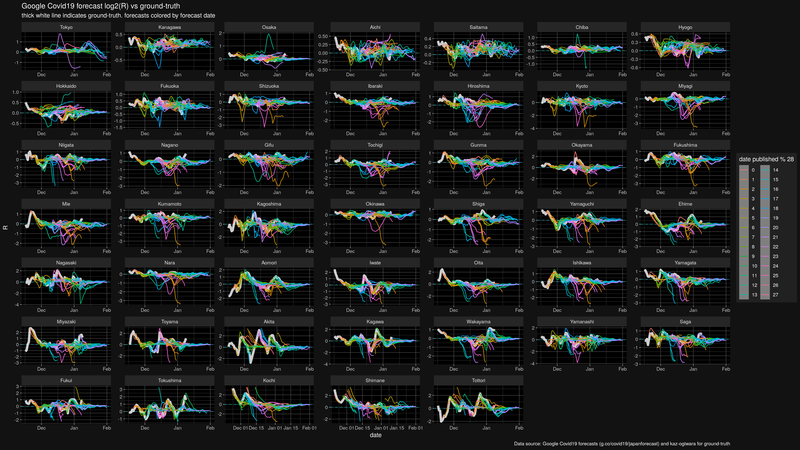 Google Covid19 forecast log2(R) vs ground-truth
thick white line indicates ground-truth. forecasts colored by forecast date
Tokyo Kanagawa Osaka Aichi Saitama Chiba Hyogo
Hokkaido Fukuoka Shizuoka Ibaraki Hiroshima Kyoto Miyagi
Niigata Nagano Gifu Tochigi Gunma Okayama Fukushima
Mie Kumamoto Kagoshima Okinawa Shiga Yamaguchi Ehime
Nagasaki Nara Aomori Iwate Oita Ishikawa Yamagata
Miyazaki Toyama Akita Kagawa Wakayama Yamanashi Saga
Fukui Tokushima Kochi Shimane Tottori
Dec Jan Feb
Dec 01 Dec 15 Jan 01 Jan 15 Feb 01
R
date
date published % 28
0 14
1 15
2 16
3 17
4 18
5 19
6 20
7 21
8 22
9 23
10 24
11 25
12 26
13 27
Data source: Google Covid19 forecasts (g.co/covid19/japanforecast) and kaz-ogiwara for ground-truth